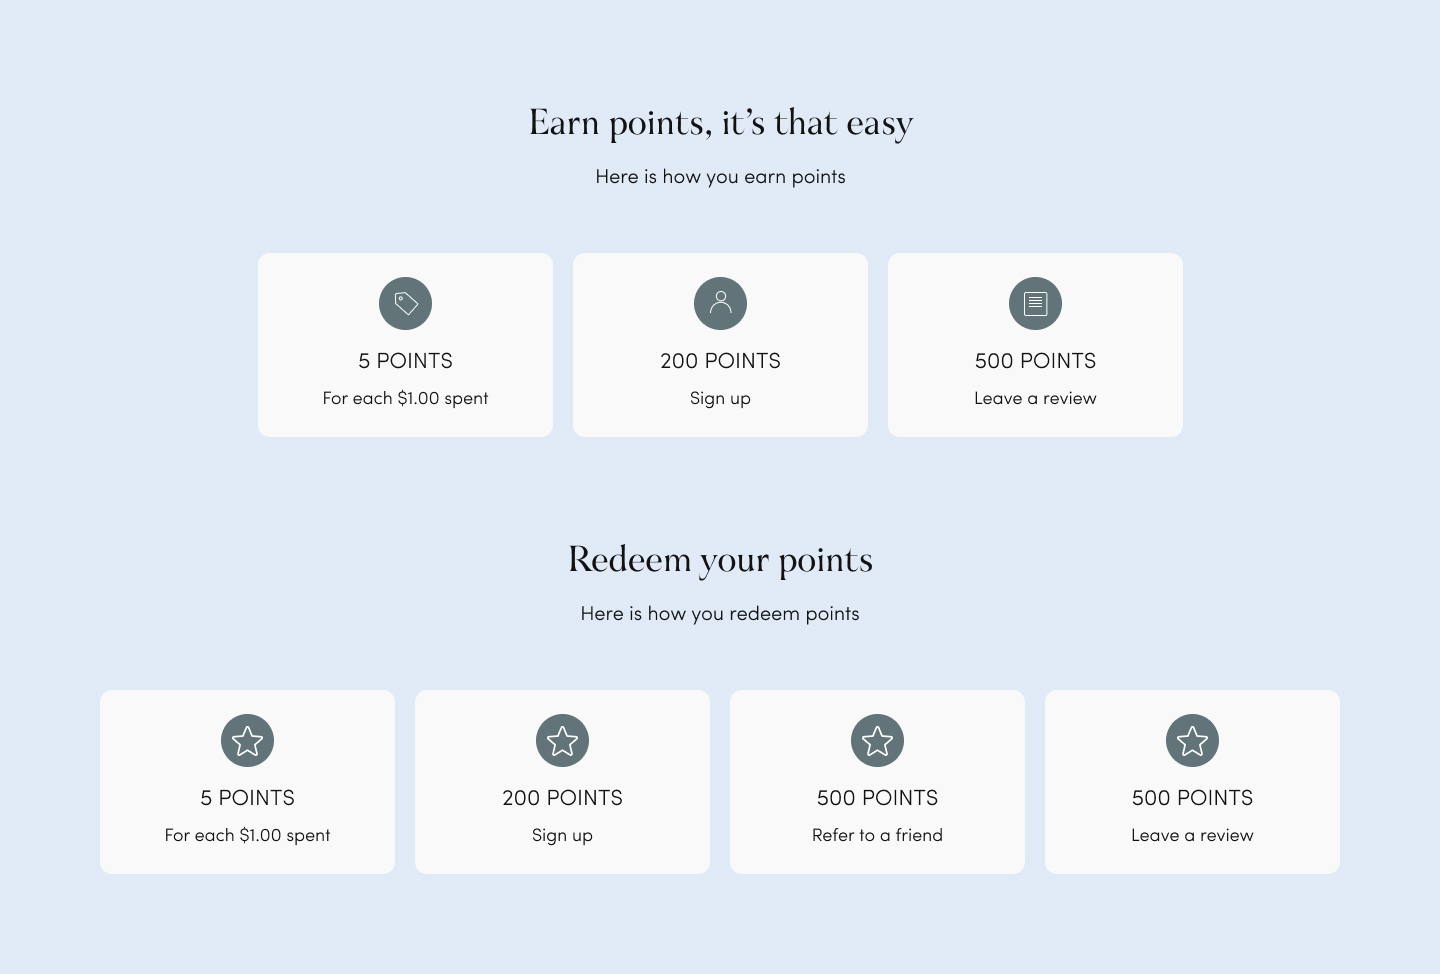 Earn points, it’s that easy
Here is how you earn points
5 POINTS
For each $1.00 spent
200 POINTS
Sign up
500 POINTS
Leave a review
Redeem your points
Here is how you redeem points
5 POINTS
For each $1.00 spent
200 POINTS
Sign up
500 POINTS
Refer to a friend
500 POINTS
Leave a review